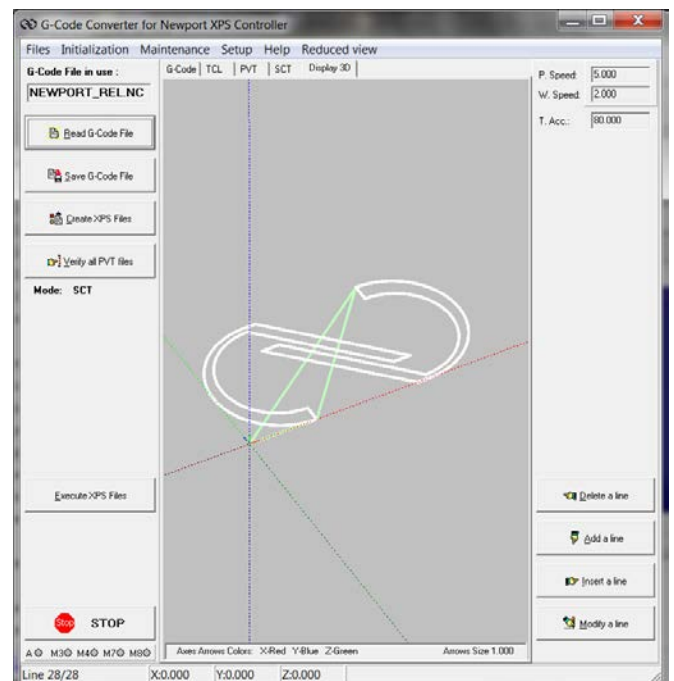 G-Code Converter for Newport XPS Controller
Files Initialization Maintenance Setup Help Reduced view
G-Code File in use :
NEWPORT_REL.NC
Read G-Code File
Save G-Code File
Create XPS Files
Verify all PVT files
Mode: SCT
Execute XPS Files
Stop STOP
A M3 M4 M7 M8
G-Code TCL PVT SCT Display 3D
Axes Arrows Colors: X-Red Y-Blue Z-Green Arrows Size 1.000
P. Speed: 5.000
W. Speed: 2.000
T. Acc.: 80.000
Delete a line
Add a line
Insert a line
Modify a line
Line 28/28 X:0.000 Y:0.000 Z:0.000